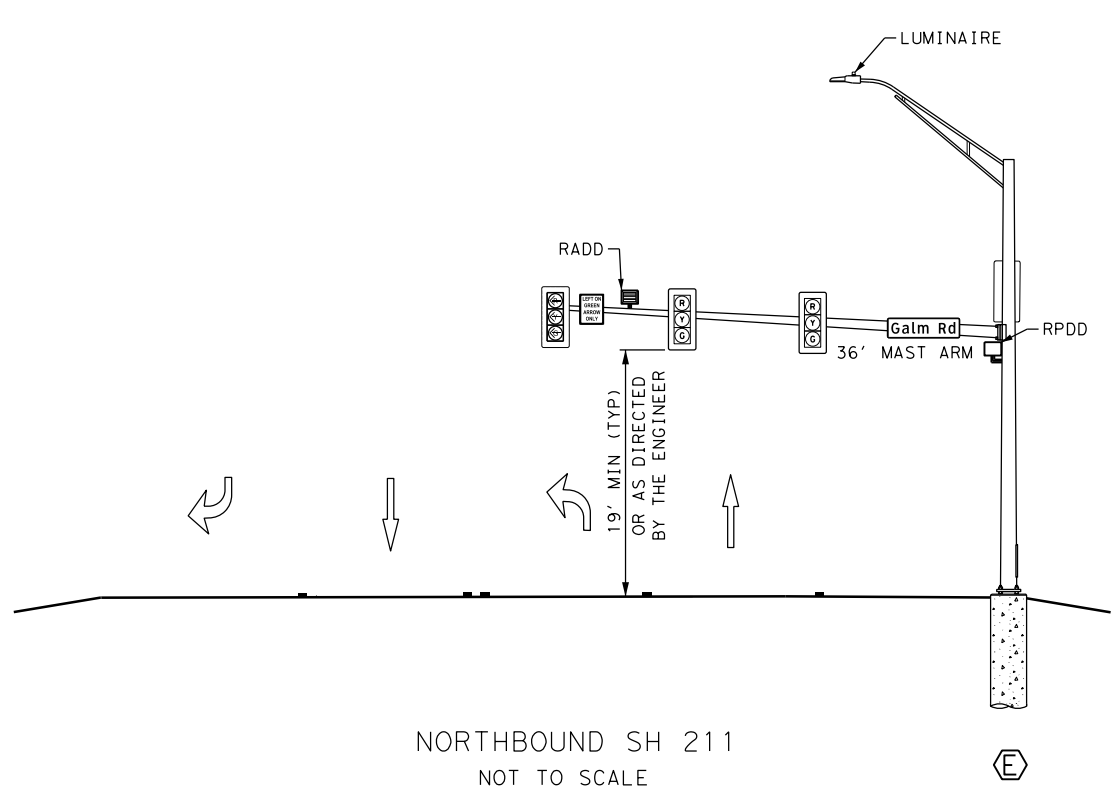 LUMINAIRE
RADD
LEFT ON
GREEN
ARROW
ONLY
R
Y
G
R
Y
G
Galm Rd
RPDD
36' MAST ARM
19' MIN (TYP)
OR AS DIRECTED
BY THE ENGINEER
NORTHBOUND SH 211
NOT TO SCALE
E